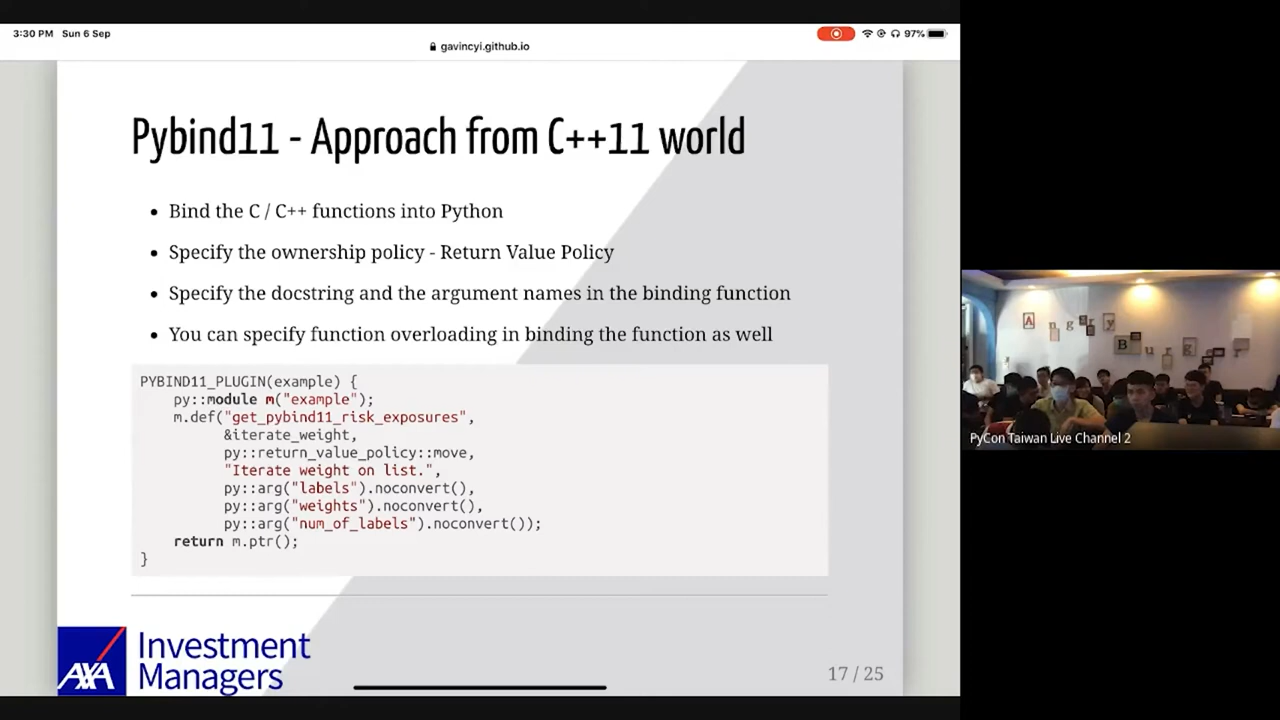 3:30 PM Sun 6 Sep
97%
gavincyi.github.io
Pybind11 - Approach from C++11 world
• Bind the C / C++ functions into Python
• Specify the ownership policy - Return Value Policy
• Specify the docstring and the argument names in the binding function
• You can specify function overloading in binding the function as well
PYBIND11_PLUGIN(example) {
py::module m("example");
m.def("get_pybind11_risk_exposures",
&iterate_weight,
py::return_value_policy::move,
"Iterate weight on list.",
py::arg("labels").noconvert(),
py::arg("weights").noconvert(),
py::arg("num_of_labels").noconvert());
return m.ptr();
}
AXA
Investment
Managers
17 / 25
Angry
Burg
PyCon Taiwan Live Channel 2